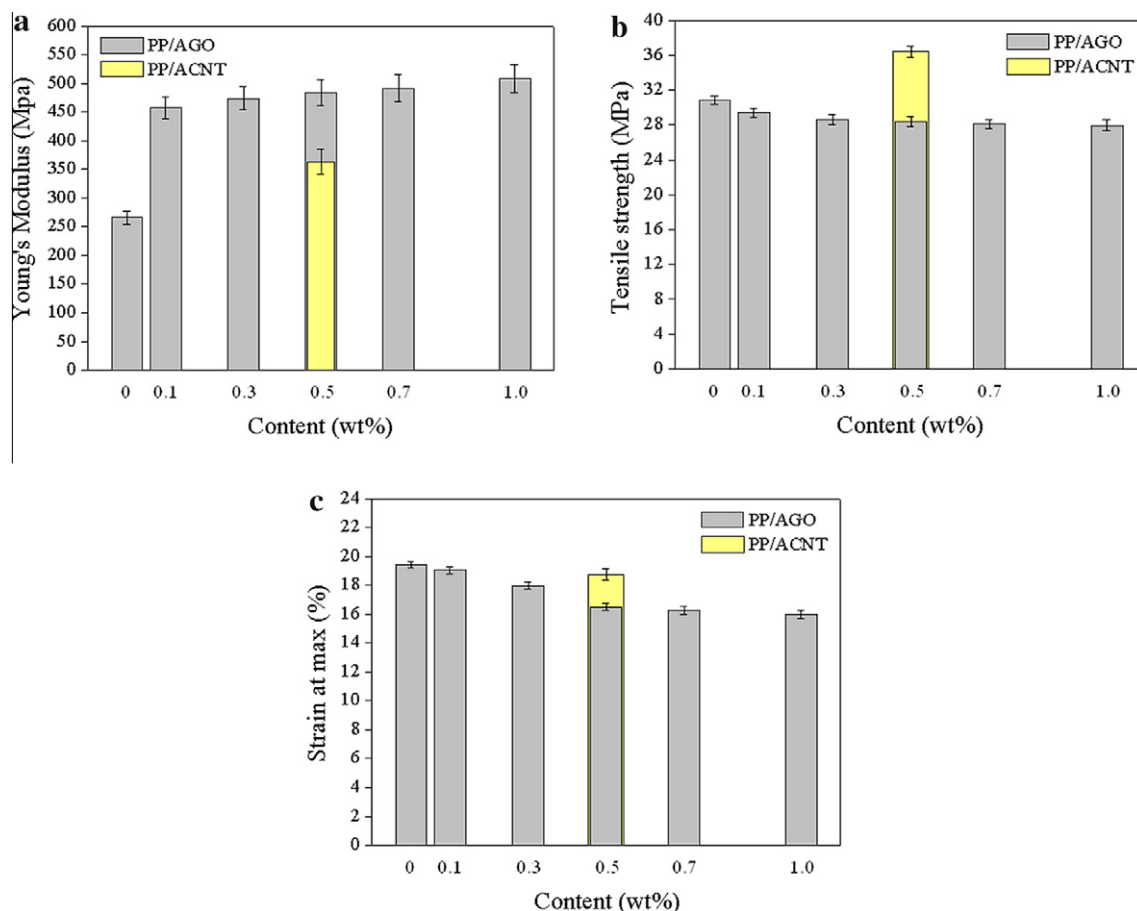 a
600
550
500
450
400
350
300
250
200
150
100
50
0
Young's Modulus (Mpa)
PP/AGO
PP/ACNT
0 0.1 0.3 0.5 0.7 1.0
Content (wt%)
b
40
36
32
28
24
20
16
12
8
4
0
Tensile strength (MPa)
PP/AGO
PP/ACNT
0 0.1 0.3 0.5 0.7 1.0
Content (wt%)
c
24
22
20
18
16
14
12
10
8
6
4
2
0
Strain at max (%)
PP/AGO
PP/ACNT
0 0.1 0.3 0.5 0.7 1.0
Content (wt%)